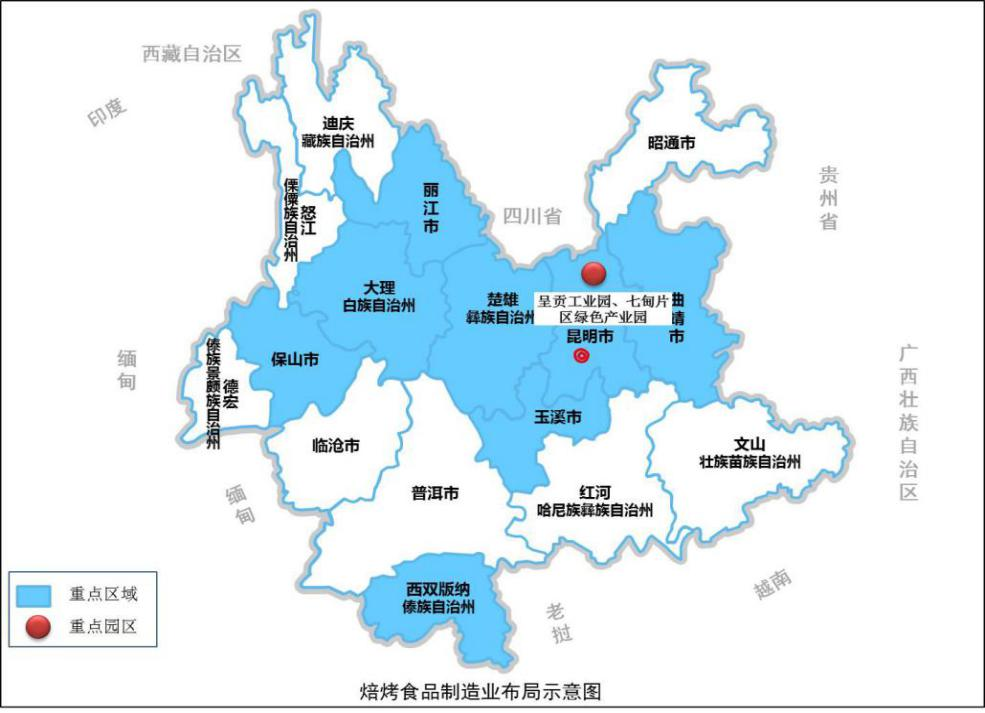 西藏自治区
印度
迪庆
藏族自治州
昭通市
贵州省
丽江市
四川省
怒江
傈僳族自治州
大理
白族自治州
楚雄
彝族自治州
呈贡工业园、七甸片
区绿色产业园
曲靖市
昆明市
保山市
缅甸
德宏
傣族景颇族自治州
广西壮族自治区
玉溪市
临沧市
文山
壮族苗族自治州
普洱市
红河
哈尼族彝族自治州
缅甸
西双版纳
傣族自治州
老挝
越南
重点区域
重点园区
焙烤食品制造业布局示意图